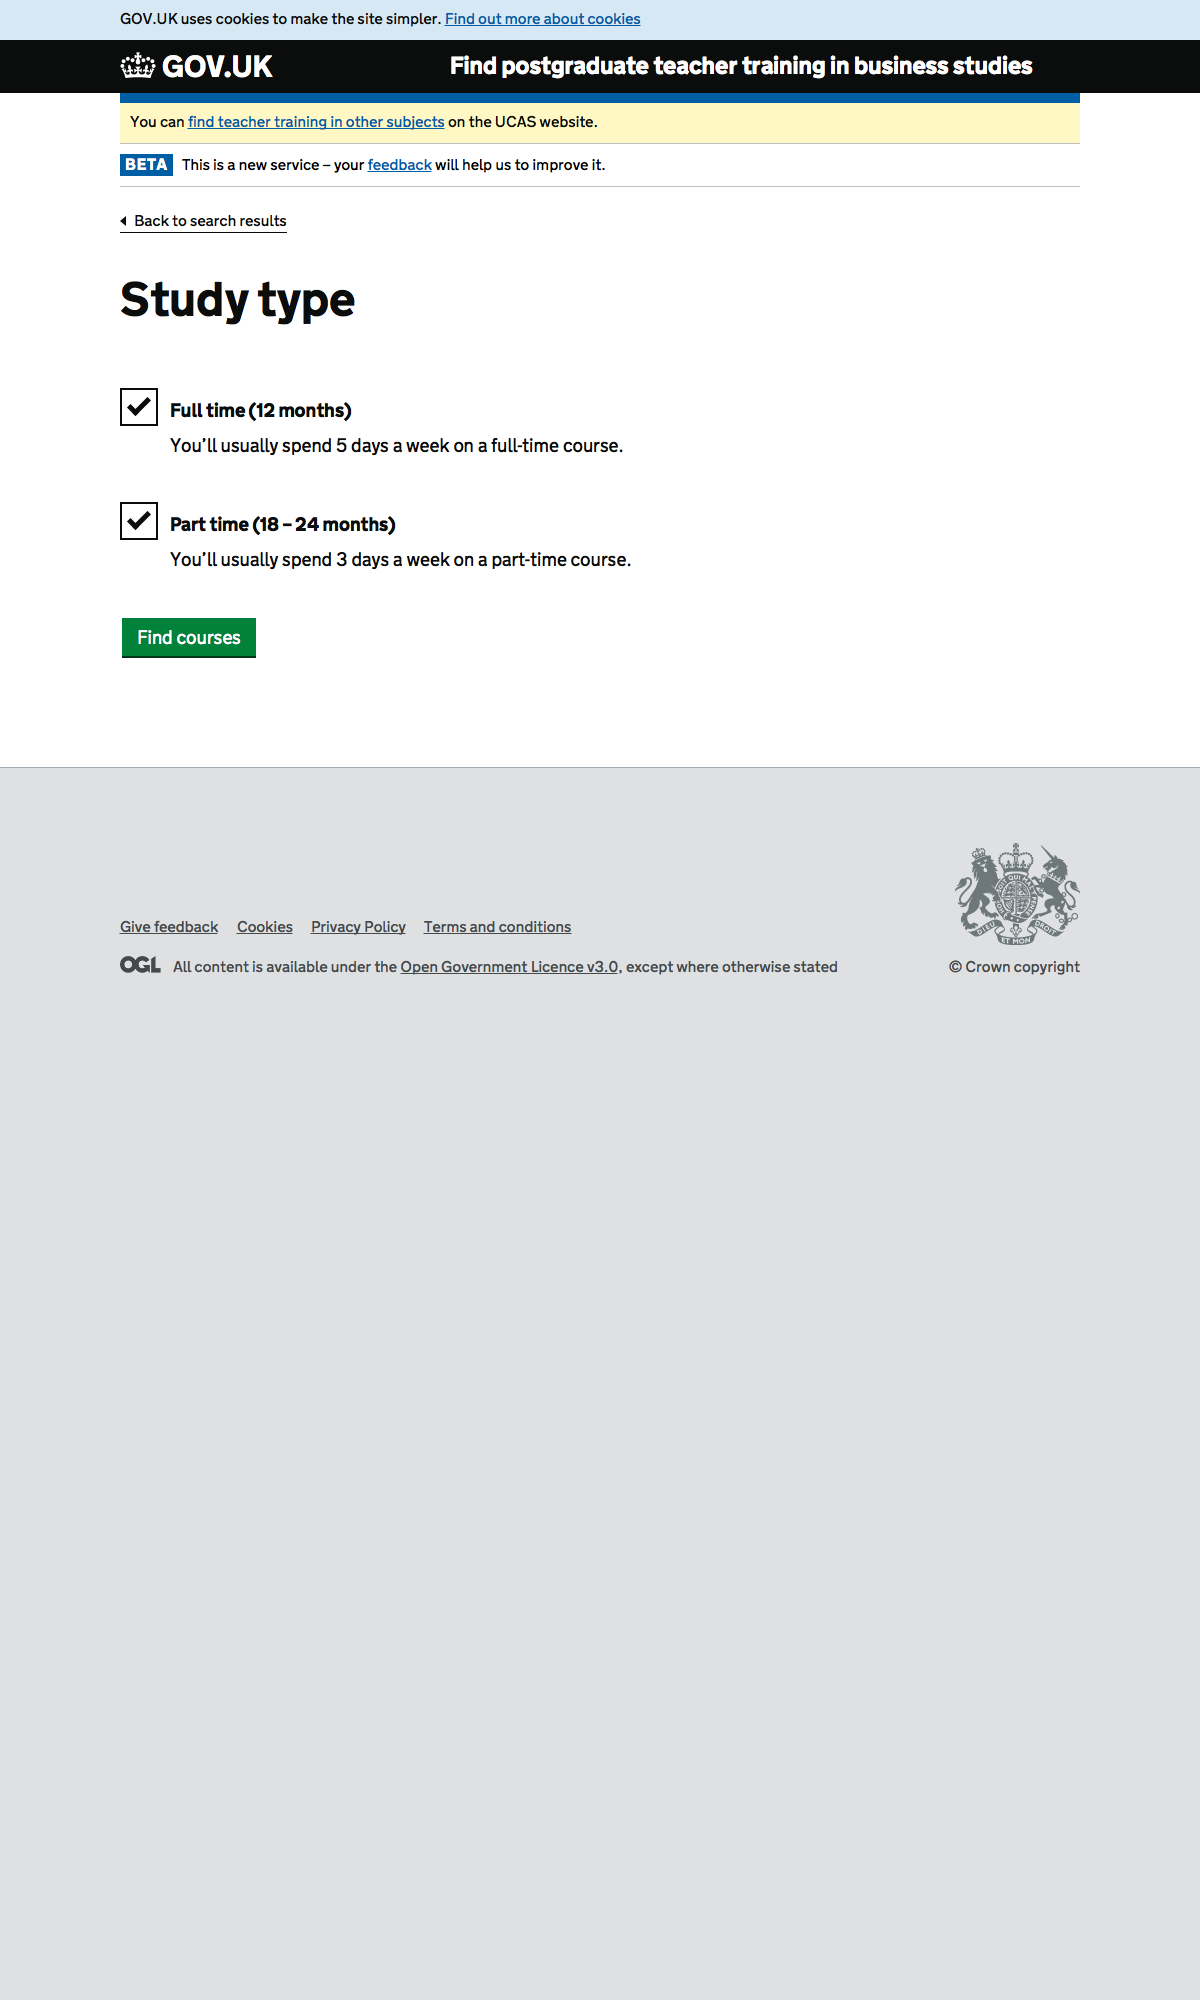 GOV.UK uses cookies to make the site simpler. Find out more about cookies
GOV.UK Find postgraduate teacher training in business studies
You can find teacher training in other subjects on the UCAS website.
BETA This is a new service – your feedback will help us to improve it.
Back to search results
Study type
Full time (12 months)
You’ll usually spend 5 days a week on a full-time course.
Part time (18 – 24 months)
You’ll usually spend 3 days a week on a part-time course.
Find courses
Give feedback Cookies Privacy Policy Terms and conditions
DIEU ET MON DROIT
OGL All content is available under the Open Government Licence v3.0, except where otherwise stated
© Crown copyright